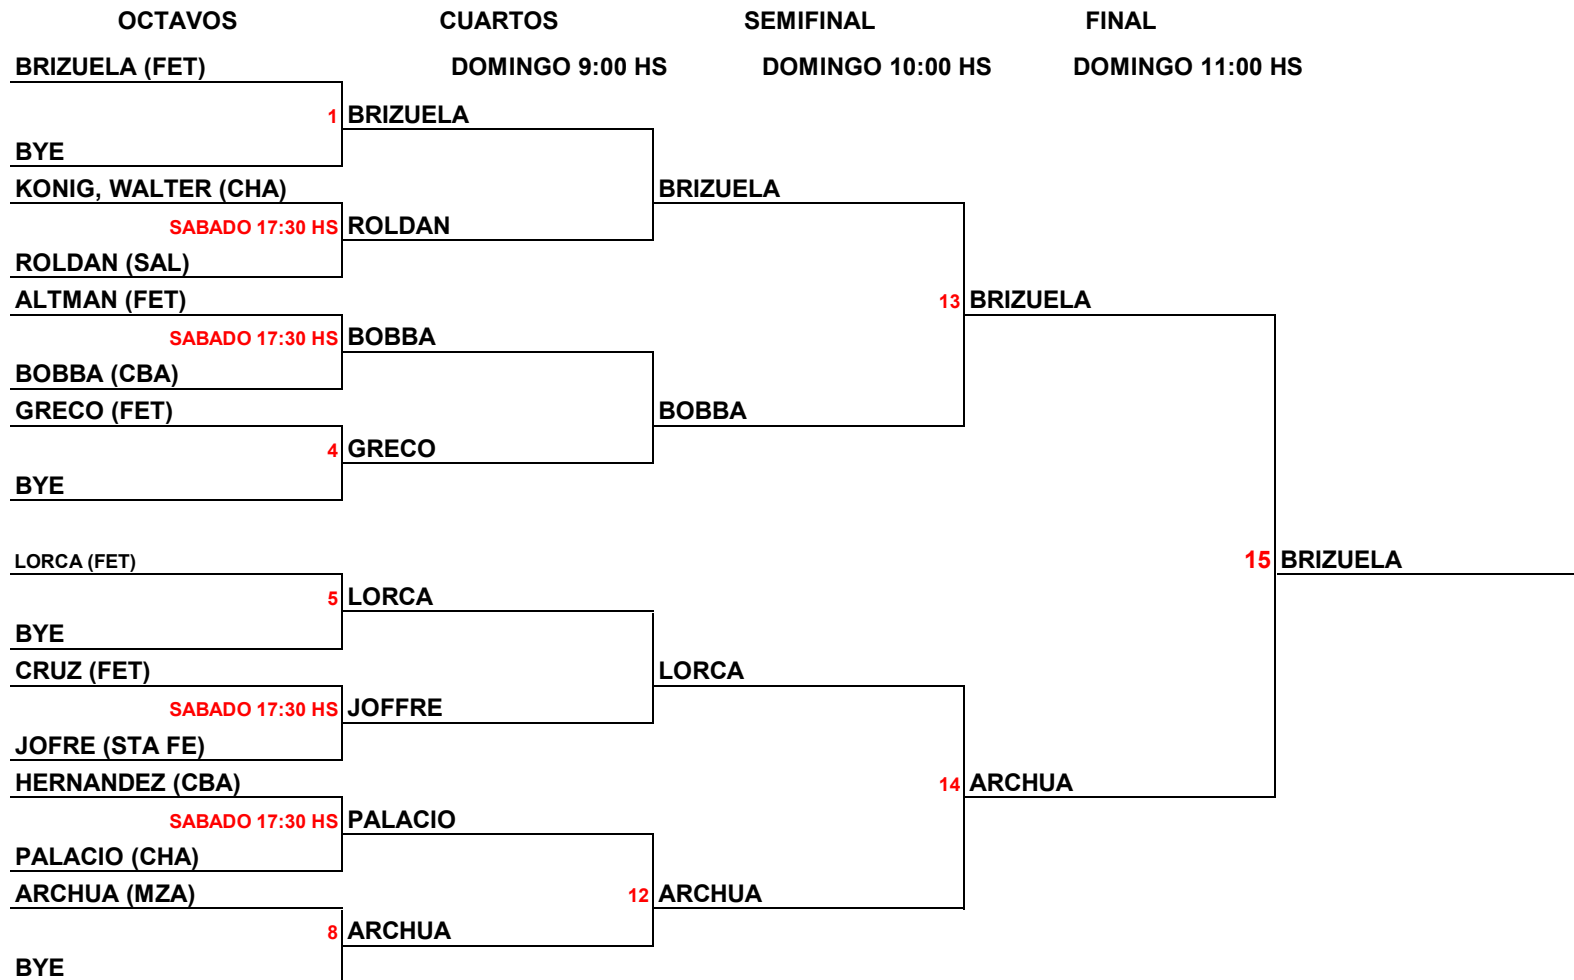 OCTAVOS CUARTOS SEMIFINAL FINAL
BRIZUELA (FET) DOMINGO 9:00 HS DOMINGO 10:00 HS DOMINGO 11:00 HS
1 BRIZUELA
BYE
KONIG, WALTER (CHA) BRIZUELA
SABADO 17:30 HS ROLDAN
ROLDAN (SAL)
ALTMAN (FET) 13 BRIZUELA
SABADO 17:30 HS BOBBA
BOBBA (CBA)
GRECO (FET) BOBBA
4 GRECO
BYE
LORCA (FET) 15 BRIZUELA
5 LORCA
BYE
CRUZ (FET) LORCA
SABADO 17:30 HS JOFFRE
JOFRE (STA FE)
HERNANDEZ (CBA) 14 ARCHUA
SABADO 17:30 HS PALACIO
PALACIO (CHA)
ARCHUA (MZA) 12 ARCHUA
8 ARCHUA
BYE